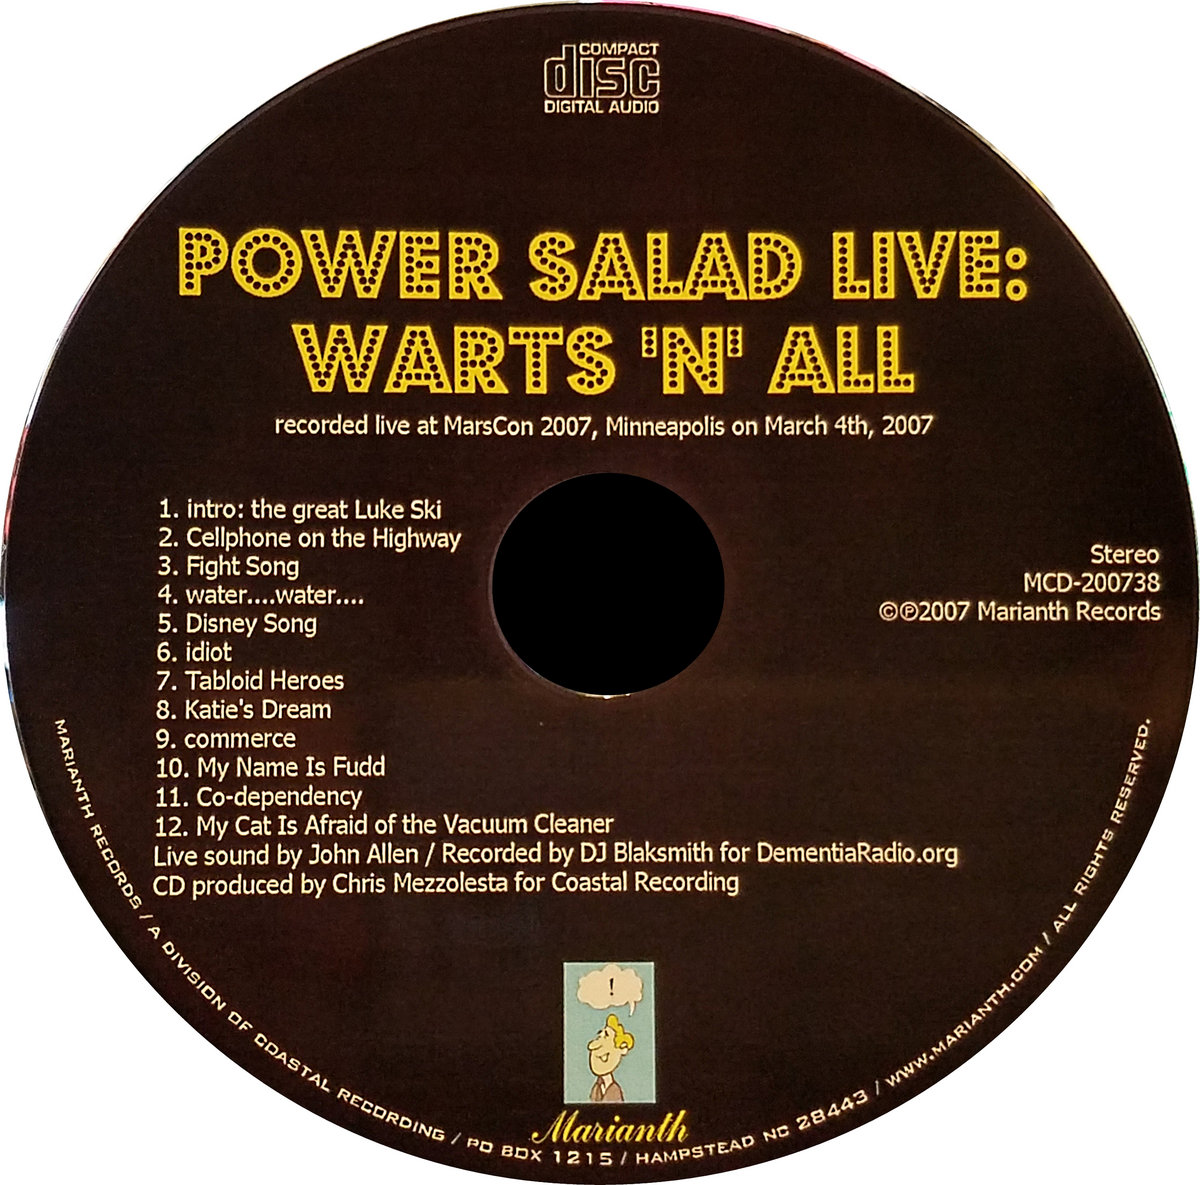 COMPACT
disc
DIGITAL AUDIO
POWER SALAD LIVE:
WARTS 'N' ALL
recorded live at MarsCon 2007, Minneapolis on March 4th, 2007
1. intro: the great Luke Ski
2. Cellphone on the Highway
3. Fight Song
4. water....water....
5. Disney Song
6. idiot
7. Tabloid Heroes
8. Katie's Dream
9. commerce
10. My Name Is Fudd
11. Co-dependency
12. My Cat Is Afraid of the Vacuum Cleaner
Live sound by John Allen / Recorded by DJ Blaksmith for DementiaRadio.org
CD produced by Chris Mezzolesta for Coastal Recording
Stereo
MCD-200738
©℗2007 Marianth Records
!
Marianth
MARIANTH RECORDS / A DIVISION OF COASTAL RECORDING / PO BOX 1215 / HAMPSTEAD NC 28443 / WWW.MARIANTH.COM / ALL RIGHTS RESERVED.